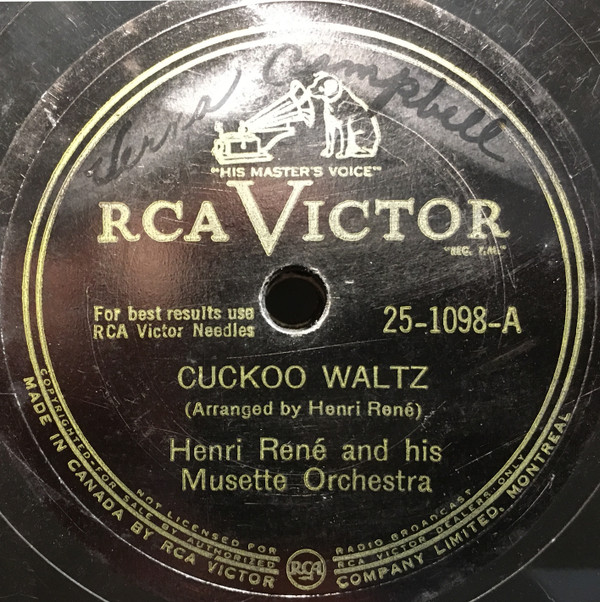 Verna Campbell
"HIS MASTER'S VOICE"
RCA VICTOR
"REG. T.M."
For best results use
RCA Victor Needles
25-1098-A
CUCKOO WALTZ
(Arranged by Henri René)
Henri René and his
Musette Orchestra
COPYRIGHTED-FOR SALE BY AUTHORIZED RCA VICTOR DEALERS ONLY
NOT LICENSED FOR RADIO BROADCAST
MADE IN CANADA BY RCA VICTOR COMPANY LIMITED, MONTREAL
RCA